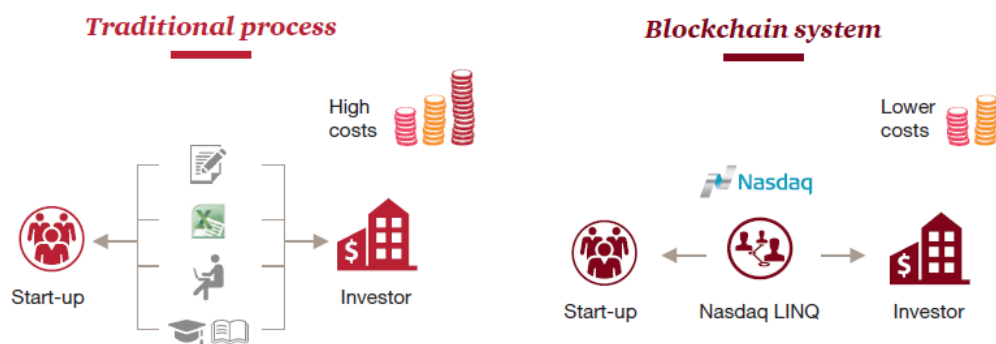 Traditional process
High
costs
Start-up
Investor
Blockchain system
Lower
costs
Nasdaq
Start-up
Nasdaq LINQ
Investor